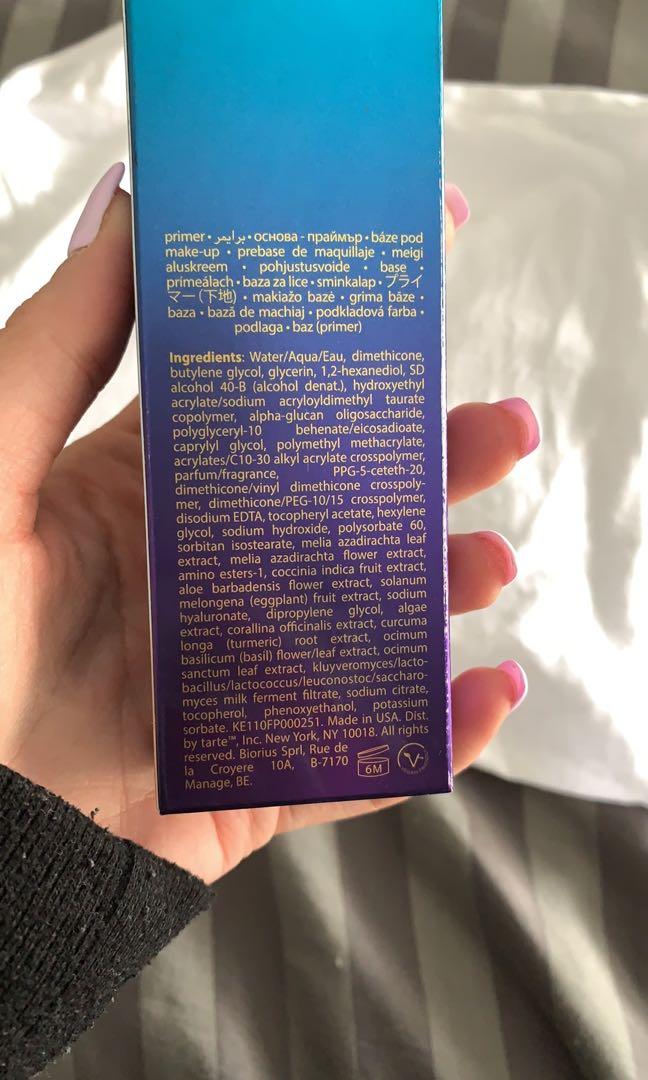 primer • برايمر • основа - праймър • báze pod
make-up • prebase de maquillaje • meigi
aluskreem • pohjustusvoide • base •
primeálach • baza za lice • sminkalap • プライ
マー(下地) • makiažo bazė • grima bāze •
baza • bază de machiaj • podkladová farba •
podlaga • baz (primer)
Ingredients: Water/Aqua/Eau, dimethicone,
butylene glycol, glycerin, 1,2-hexanediol, SD
alcohol 40-B (alcohol denat.), hydroxyethyl
acrylate/sodium acryloyldimethyl taurate
copolymer, alpha-glucan oligosaccharide,
polyglyceryl-10 behenate/eicosadioate,
caprylyl glycol, polymethyl methacrylate,
acrylates/C10-30 alkyl acrylate crosspolymer,
parfum/fragrance, PPG-5-ceteth-20,
dimethicone/vinyl dimethicone crosspoly-
mer, dimethicone/PEG-10/15 crosspolymer,
disodium EDTA, tocopheryl acetate, hexylene
glycol, sodium hydroxide, polysorbate 60,
sorbitan isostearate, melia azadirachta leaf
extract, melia azadirachta flower extract,
amino esters-1, coccinia indica fruit extract,
aloe barbadensis flower extract, solanum
melongena (eggplant) fruit extract, sodium
hyaluronate, dipropylene glycol, algae
extract, corallina officinalis extract, curcuma
longa (turmeric) root extract, ocimum
basilicum (basil) flower/leaf extract, ocimum
sanctum leaf extract, kluyveromyces/lacto-
bacillus/lactococcus/leuconostoc/saccharo-
myces milk ferment filtrate, sodium citrate,
tocopherol, phenoxyethanol, potassium
sorbate. KE110FP000251. Made in USA. Dist.
by tarte™, Inc. New York, NY 10018. All rights
reserved. Biorius Sprl, Rue de
la Croyere 10A, B-7170
Manage, BE.
6M
V